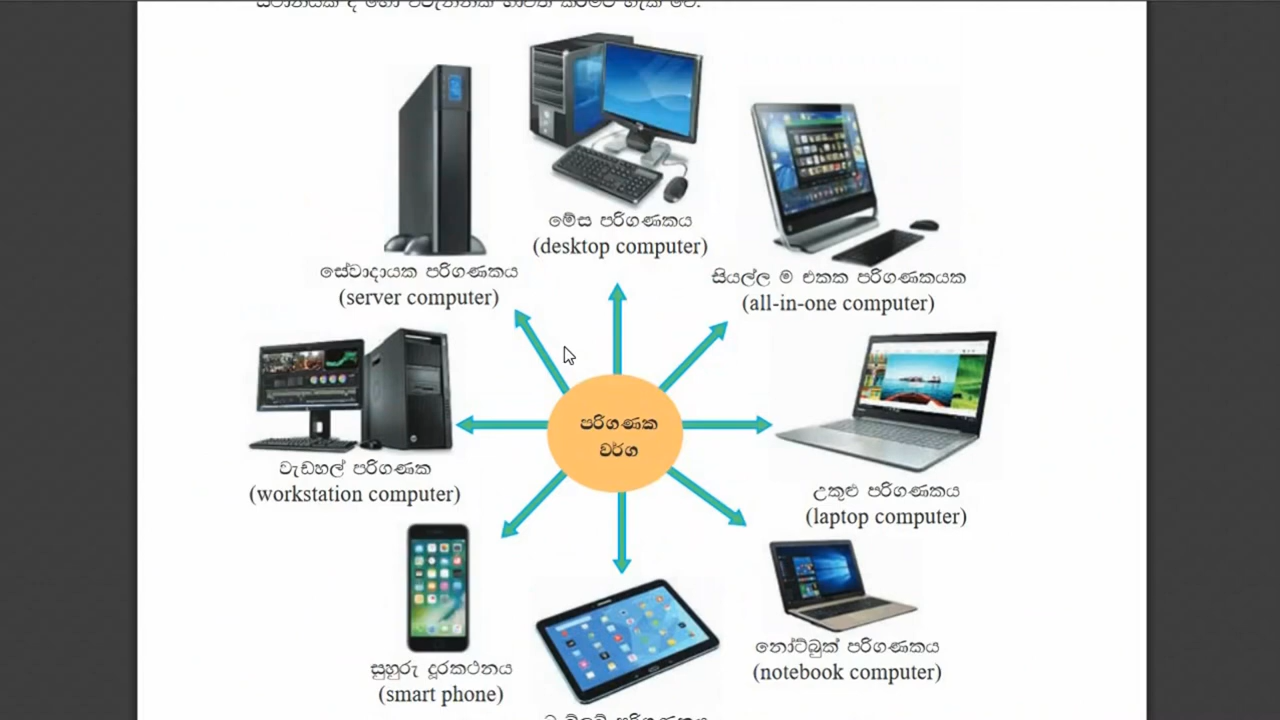 මේස පරිගණකය
(desktop computer)
සේවාදායක පරිගණකය
(server computer)
සියල්ල ම එකක පරිගණකයක
(all-in-one computer)
පරිගණක
වර්ග
වැඩහල් පරිගණක
(workstation computer)
උකුළු පරිගණකය
(laptop computer)
සුහුරු දූරකථනය
(smart phone)
නෝට්බුක් පරිගණකය
(notebook computer)